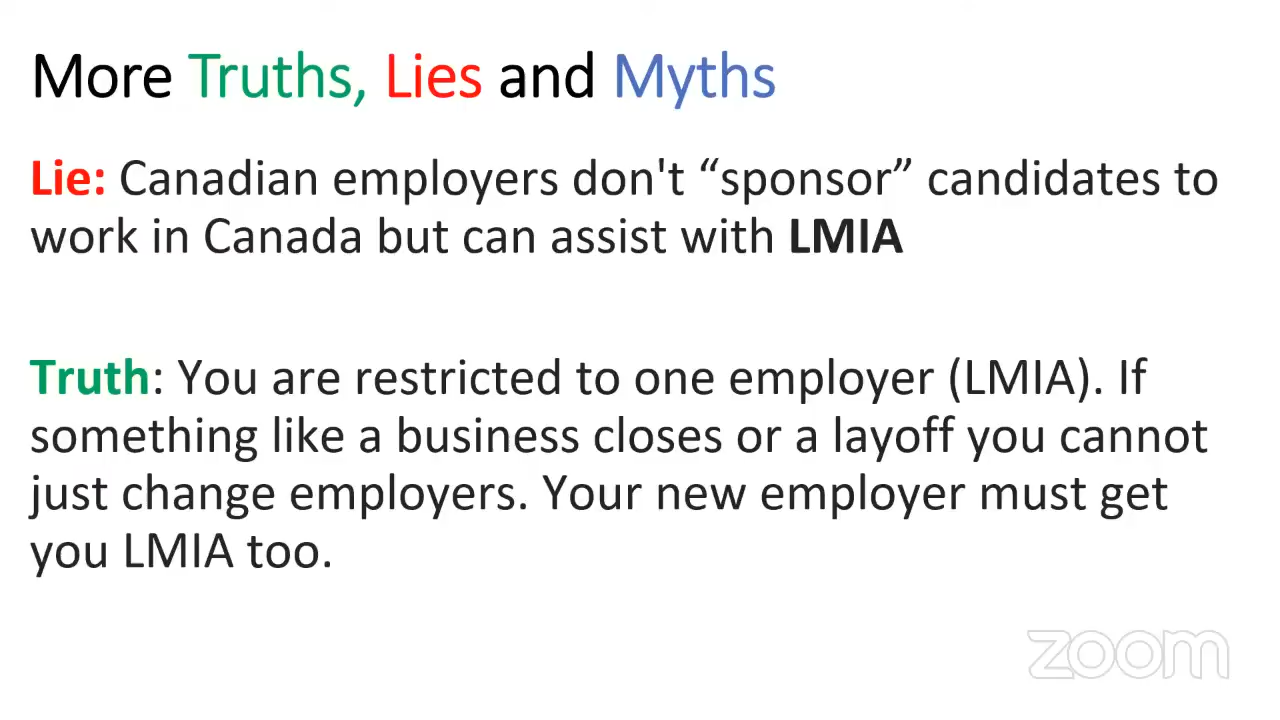 More Truths, Lies and Myths
Lie: Canadian employers don't “sponsor” candidates to
work in Canada but can assist with LMIA
Truth: You are restricted to one employer (LMIA). If
something like a business closes or a layoff you cannot
just change employers. Your new employer must get
you LMIA too.
zoom